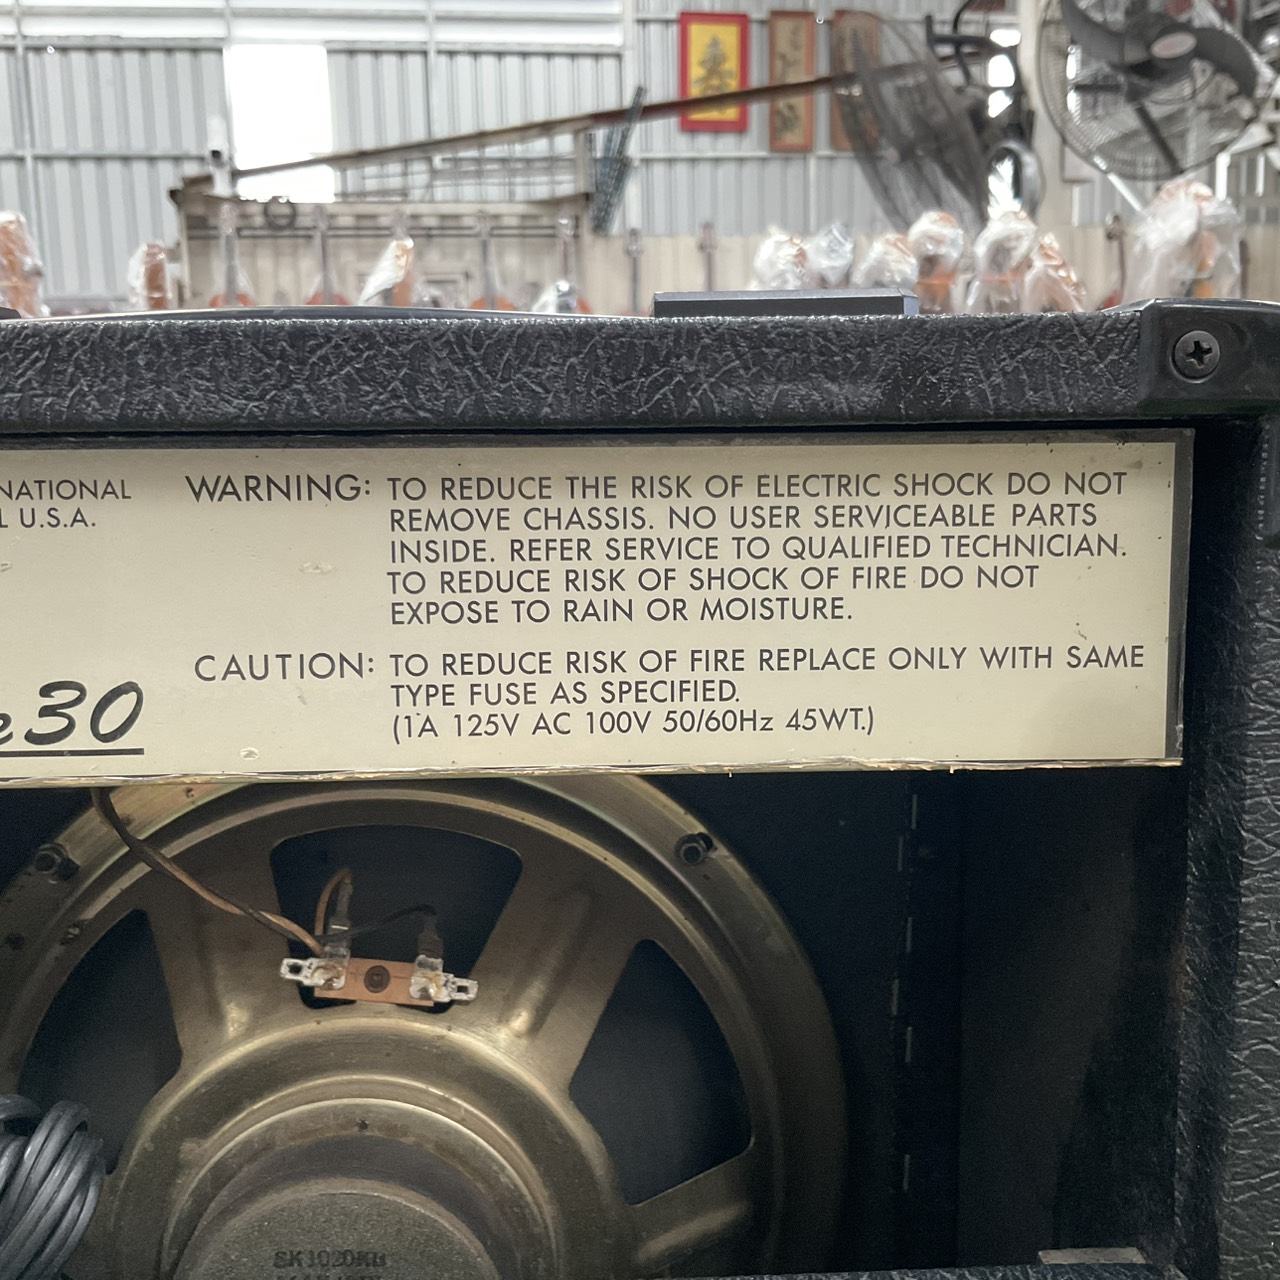 NATIONAL
L U.S.A.
WARNING: TO REDUCE THE RISK OF ELECTRIC SHOCK DO NOT
REMOVE CHASSIS. NO USER SERVICEABLE PARTS
INSIDE. REFER SERVICE TO QUALIFIED TECHNICIAN.
TO REDUCE RISK OF SHOCK OF FIRE DO NOT
EXPOSE TO RAIN OR MOISTURE.
CAUTION: TO REDUCE RISK OF FIRE REPLACE ONLY WITH SAME
TYPE FUSE AS SPECIFIED.
(1A 125V AC 100V 50/60Hz 45WT.)
30